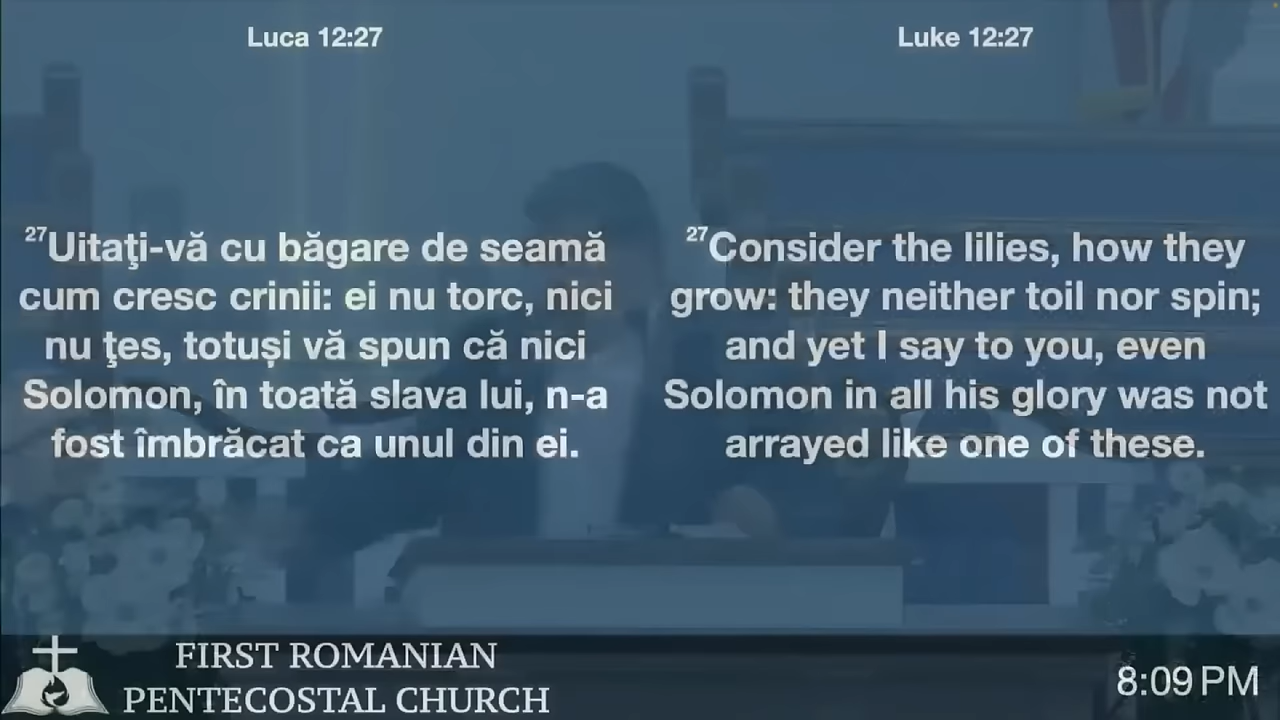 Luca 12:27
27Uitaţi-vă cu băgare de seamă
cum cresc crinii: ei nu torc, nici
nu ţes, totuși vă spun că nici
Solomon, în toată slava lui, n-a
fost îmbrăcat ca unul din ei.
Luke 12:27
27Consider the lilies, how they
grow: they neither toil nor spin;
and yet I say to you, even
Solomon in all his glory was not
arrayed like one of these.
FIRST ROMANIAN
PENTECOSTAL CHURCH
8:09 PM